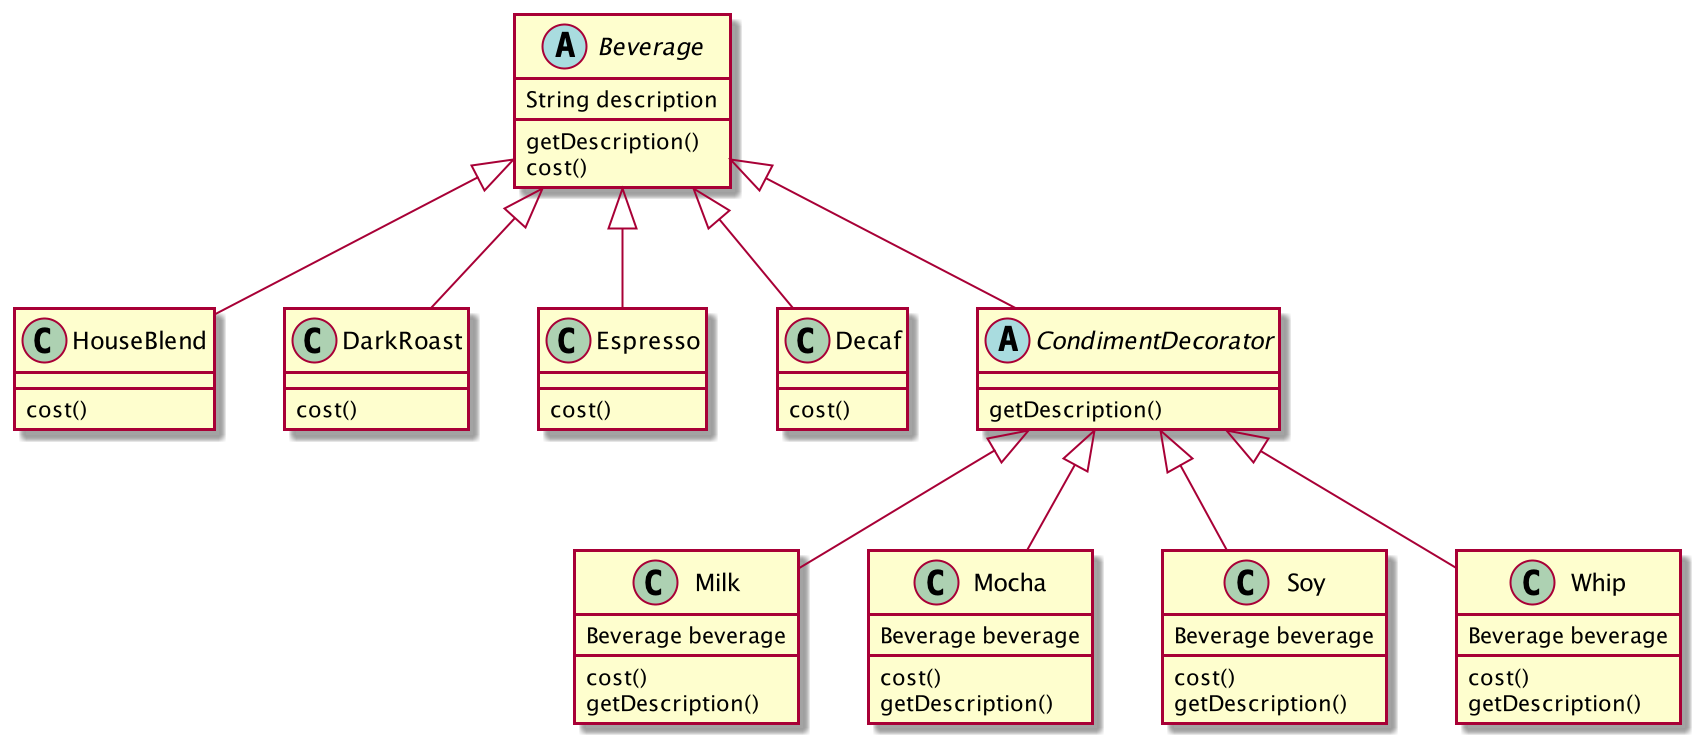 A Beverage
String description
getDescription()
cost()
C HouseBlend
cost()
C DarkRoast
cost()
C Espresso
cost()
C Decaf
cost()
A CondimentDecorator
getDescription()
C Milk
Beverage beverage
cost()
getDescription()
C Mocha
Beverage beverage
cost()
getDescription()
C Soy
Beverage beverage
cost()
getDescription()
C Whip
Beverage beverage
cost()
getDescription()